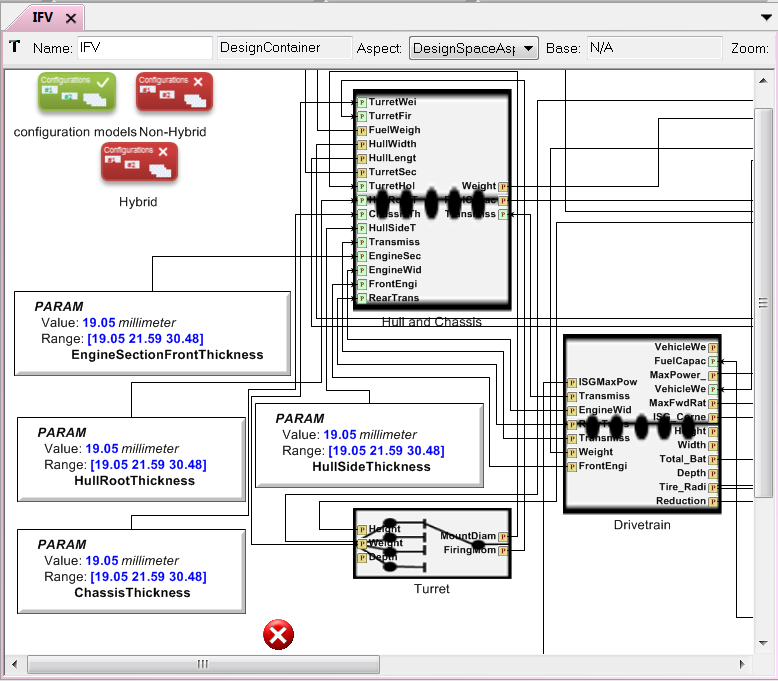 IFV
Name: IFV DesignContainer Aspect: DesignSpaceAsp Base: N/A Zoom:
Configurations
#1
#2
Configurations
#1
#2
configuration models Non-Hybrid
Configurations
#1
#2
Hybrid
TurretWei
TurretFir
FuelWeigh
HullWidth
HullLengt
TurretSec
TurretHol
HullSideT
Transmiss
EngineSec
EngineWid
FrontEngi
RearTrans
Weight
Hull and Chassis
PARAM
Value: 19.05 millimeter
Range: [19.05 21.59 30.48]
EngineSectionFrontThickness
PARAM
Value: 19.05 millimeter
Range: [19.05 21.59 30.48]
HullRootThickness
PARAM
Value: 19.05 millimeter
Range: [19.05 21.59 30.48]
HullSideThickness
PARAM
Value: 19.05 millimeter
Range: [19.05 21.59 30.48]
ChassisThickness
ISGMaxPow
Transmiss
EngineWid
Transmiss
Weight
FrontEngi
VehicleWe
FuelCapac
MaxPower_
VehicleWe
MaxFwdRat
ISG_Corne
Height
Width
Total_Bat
Depth
Tire_Radi
Reduction
Drivetrain
Height
Weight
Depth
MountDiam
FiringMom
Turret